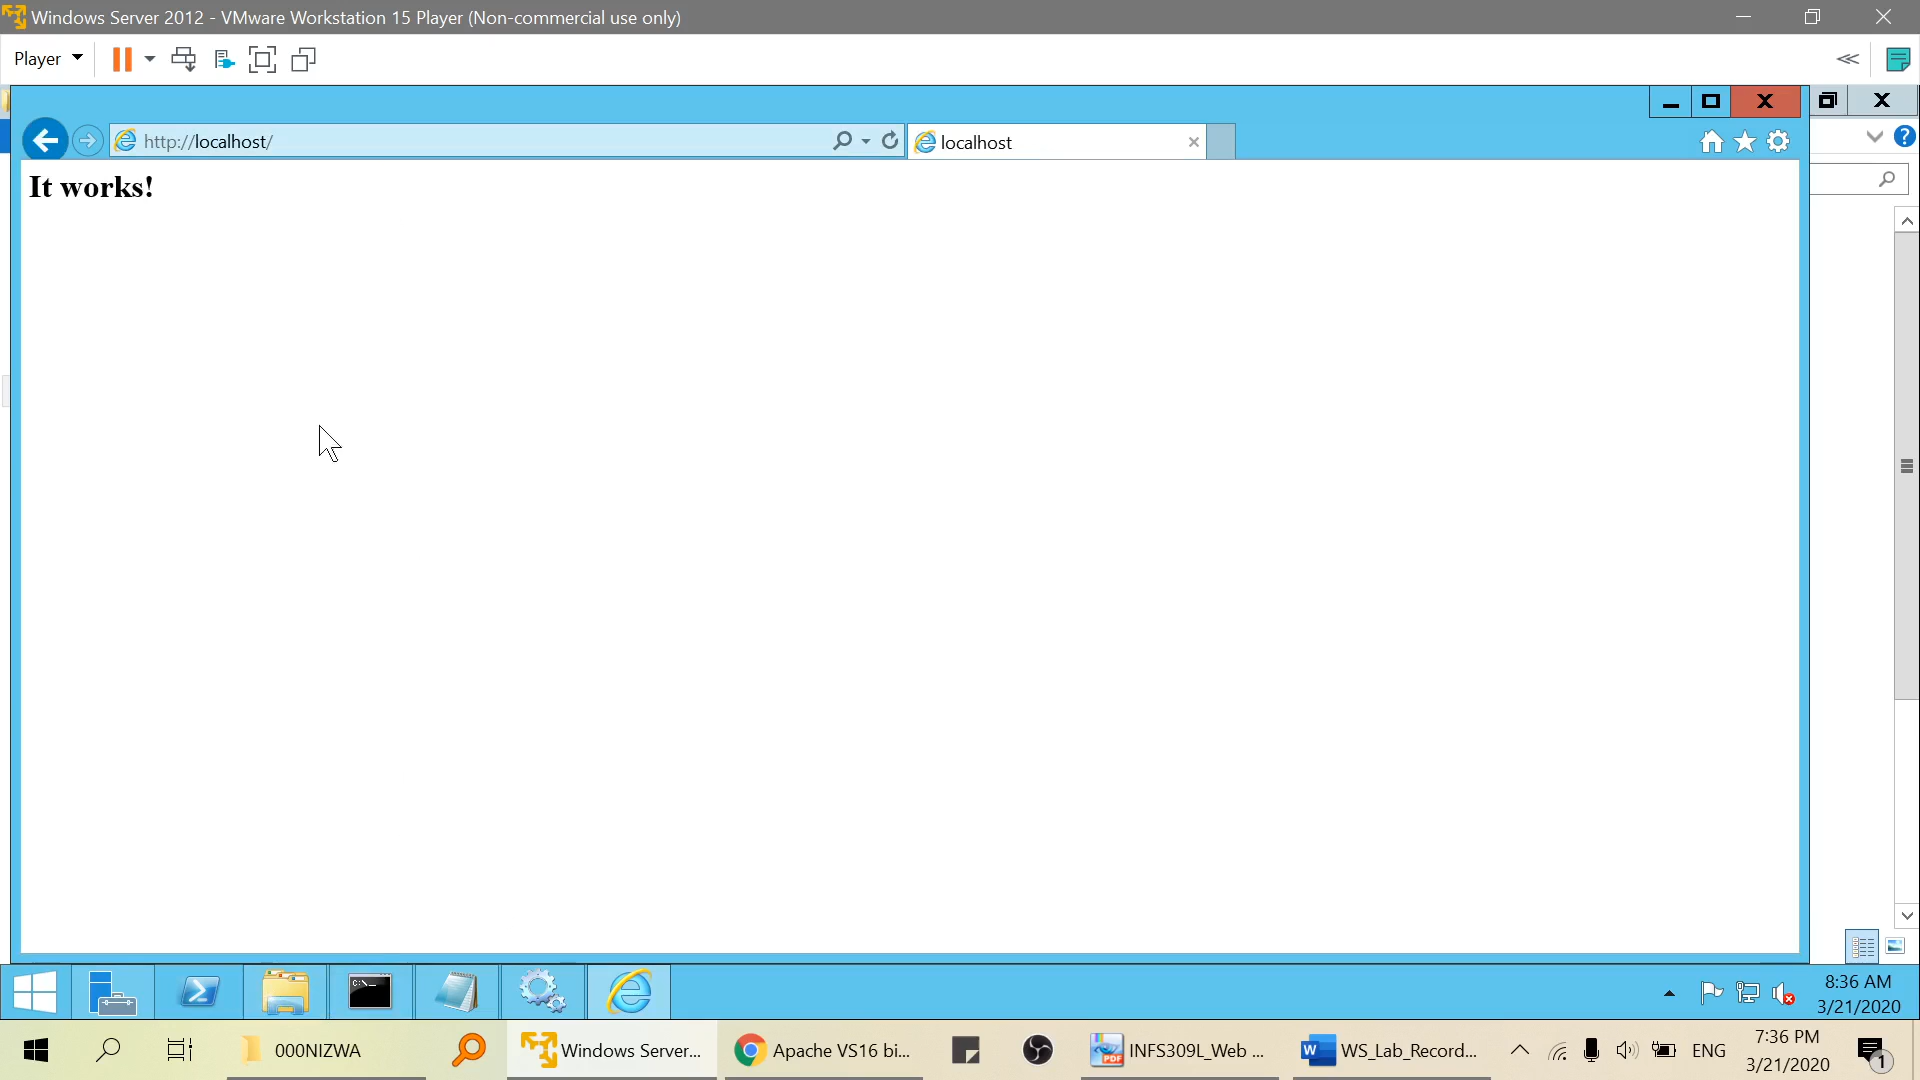 Windows Server 2012 - VMware Workstation 15 Player (Non-commercial use only)
Player
http://localhost/
localhost
It works!
8:36 AM
3/21/2020
000NIZWA
Windows Server...
Apache VS16 bi...
INFS309L_Web ...
WS_Lab_Record...
ENG
7:36 PM
3/21/2020
1